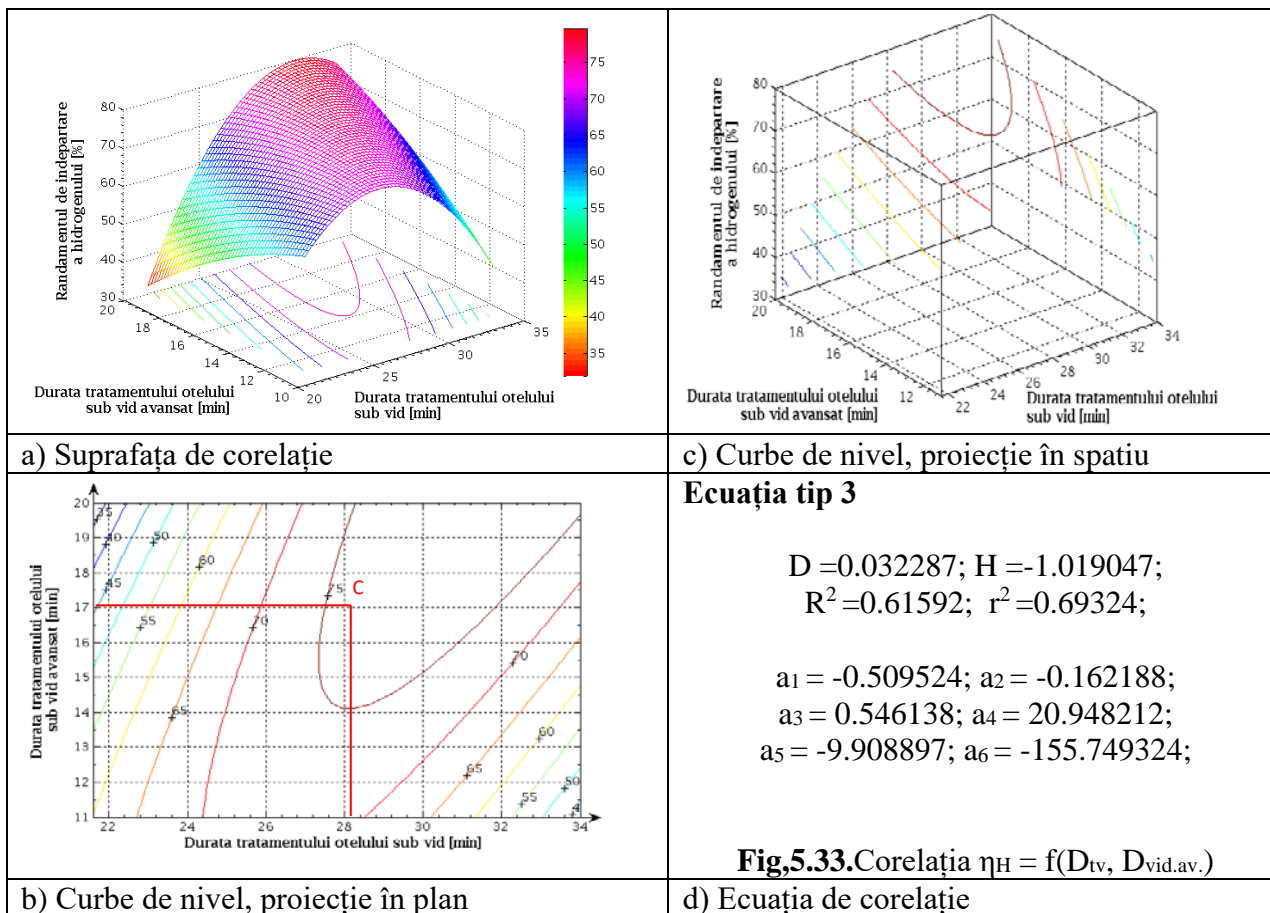 Randamentul de indepartare
a hidrogenului [%]
80
70
60
50
40
30
20
18
16
14
12
10
20
25
30
35
Durata tratamentului otelului
sub vid avansat [min]
Durata tratamentului otelului
sub vid [min]
75
70
65
60
55
50
45
40
35
a) Suprafața de corelație
Randamentul de indepartare
a hidrogenului [%]
80
70
60
50
40
30
20
18
16
14
12
22
24
26
28
30
32
34
Durata tratamentului otelului
sub vid avansat [min]
Durata tratamentului otelului
sub vid [min]
c) Curbe de nivel, proiecție în spatiu
Durata tratamentului otelului
sub vid avansat [min]
20
19
18
17
16
15
14
13
12
11
22
24
26
28
30
32
34
35
40
45
50
55
60
65
70
75
C
70
65
60
55
50
Durata tratamentului otelului sub vid [min]
b) Curbe de nivel, proiecție în plan
Ecuația tip 3
D =0.032287; H =-1.019047;
R² =0.61592; r² =0.69324;
a₁ = -0.509524; a₂ = -0.162188;
a₃ = 0.546138; a₄ = 20.948212;
a₅ = -9.908897; a₆ = -155.749324;
Fig,5.33.Corelația ηH = f(Dtv, Dvid.av.)
d) Ecuația de corelație